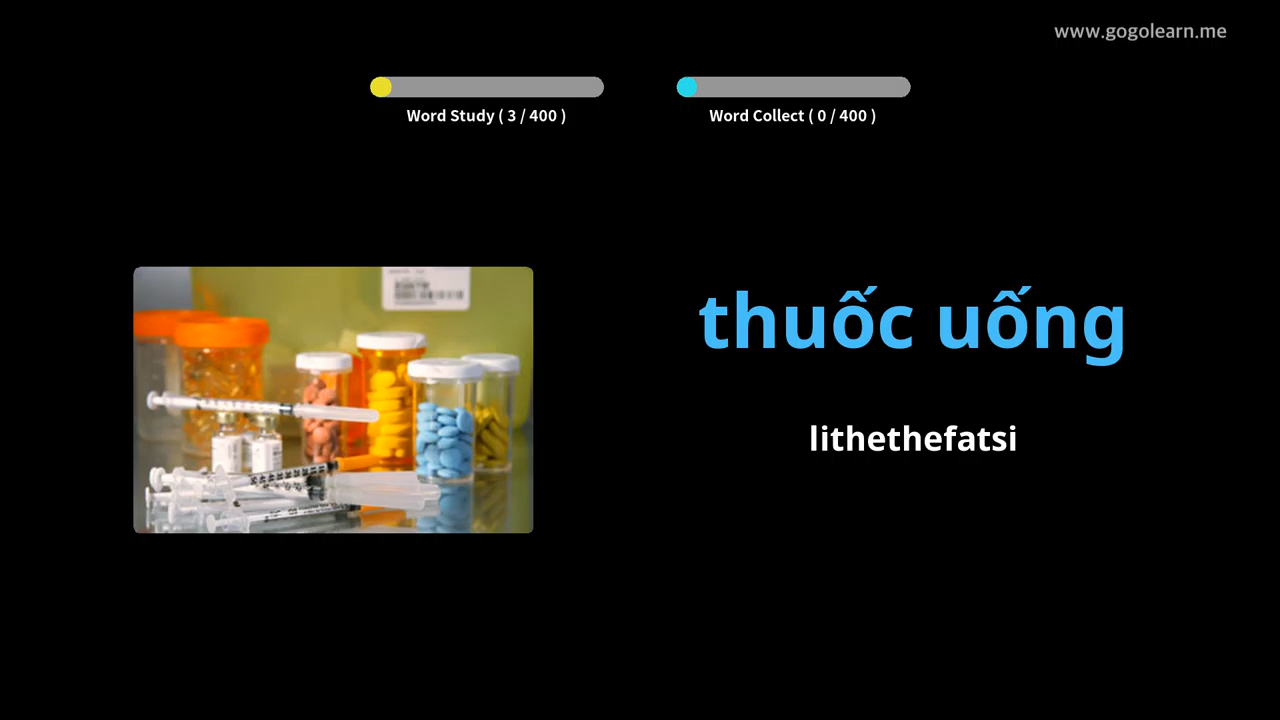 www.gogolearn.me
Word Study ( 3 / 400 )
Word Collect ( 0 / 400 )
thuốc uống
lithethefatsi